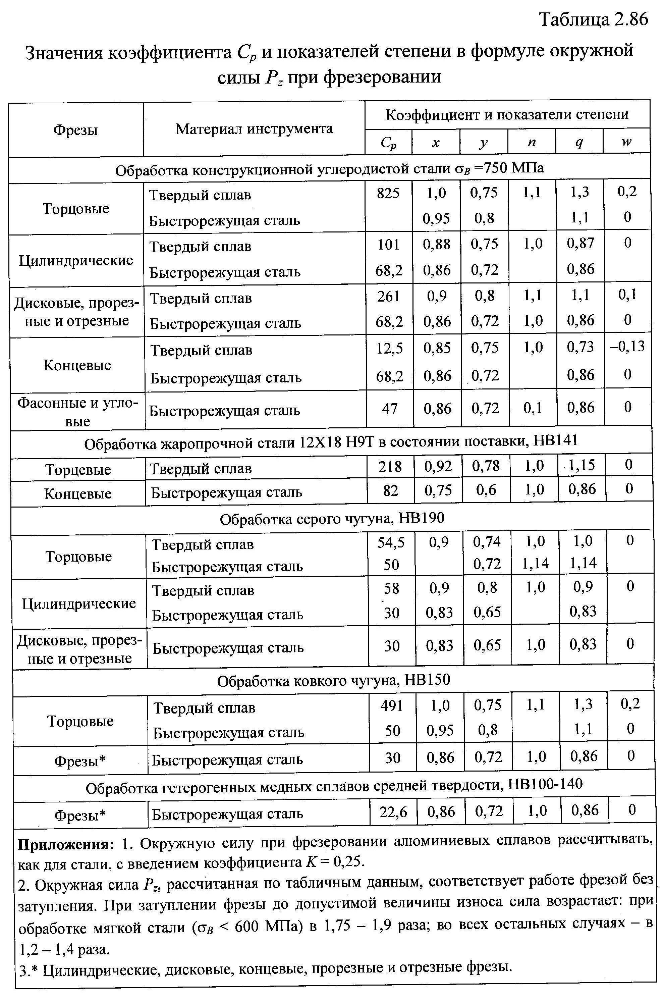 Таблица 2.86
Значения коэффициента Cp и показателей степени в формуле окружной
силы Pz при фрезеровании
Фрезы Материал инструмента Коэффициент и показатели степени
Cp x y n q w
Обработка конструкционной углеродистой стали σB =750 МПа
Торцовые
Твердый сплав 825 1,0 0,75 1,1 1,3 0,2
Быстрорежущая сталь 0,95 0,8 1,1 0
Цилиндрические
Твердый сплав 101 0,88 0,75 1,0 0,87 0
Быстрорежущая сталь 68,2 0,86 0,72 0,86
Дисковые, прорез-
ные и отрезные
Твердый сплав 261 0,9 0,8 1,1 1,1 0,1
Быстрорежущая сталь 68,2 0,86 0,72 1,0 0,86 0
Концевые
Твердый сплав 12,5 0,85 0,75 1,0 0,73 –0,13
Быстрорежущая сталь 68,2 0,86 0,72 0,86 0
Фасонные и угло-
вые
Быстрорежущая сталь 47 0,86 0,72 0,1 0,86 0
Обработка жаропрочной стали 12Х18 Н9Т в состоянии поставки, НВ141
Торцевые Твердый сплав 218 0,92 0,78 1,0 1,15 0
Концевые Быстрорежущая сталь 82 0,75 0,6 1,0 0,86 0
Обработка серого чугуна, НВ190
Торцовые
Твердый сплав 54,5 0,9 0,74 1,0 1,0 0
Быстрорежущая сталь 50 0,72 1,14 1,14
Цилиндрические
Твердый сплав 58 0,9 0,8 1,0 0,9 0
Быстрорежущая сталь 30 0,83 0,65 0,83
Дисковые, прорез-
ные и отрезные
Быстрорежущая сталь 30 0,83 0,65 1,0 0,83 0
Обработка ковкого чугуна, НВ150
Торцовые
Твердый сплав 491 1,0 0,75 1,1 1,3 0,2
Быстрорежущая сталь 50 0,95 0,8 1,1 0
Фрезы* Быстрорежущая сталь 30 0,86 0,72 1,0 0,86 0
Обработка гетерогенных медных сплавов средней твердости, НВ100-140
Фрезы* Быстрорежущая сталь 22,6 0,86 0,72 1,0 0,86 0
Приложения: 1. Окружную силу при фрезеровании алюминиевых сплавов рассчитывать,
как для стали, с введением коэффициента K = 0,25.
2. Окружная сила Pz, рассчитанная по табличным данным, соответствует работе фрезой без
затупления. При затуплении фрезы до допустимой величины износа сила возрастает: при
обработке мягкой стали (σB < 600 МПа) в 1,75 – 1,9 раза; во всех остальных случаях – в
1,2 – 1,4 раза.
3.* Цилиндрические, дисковые, концевые, прорезные и отрезные фрезы.